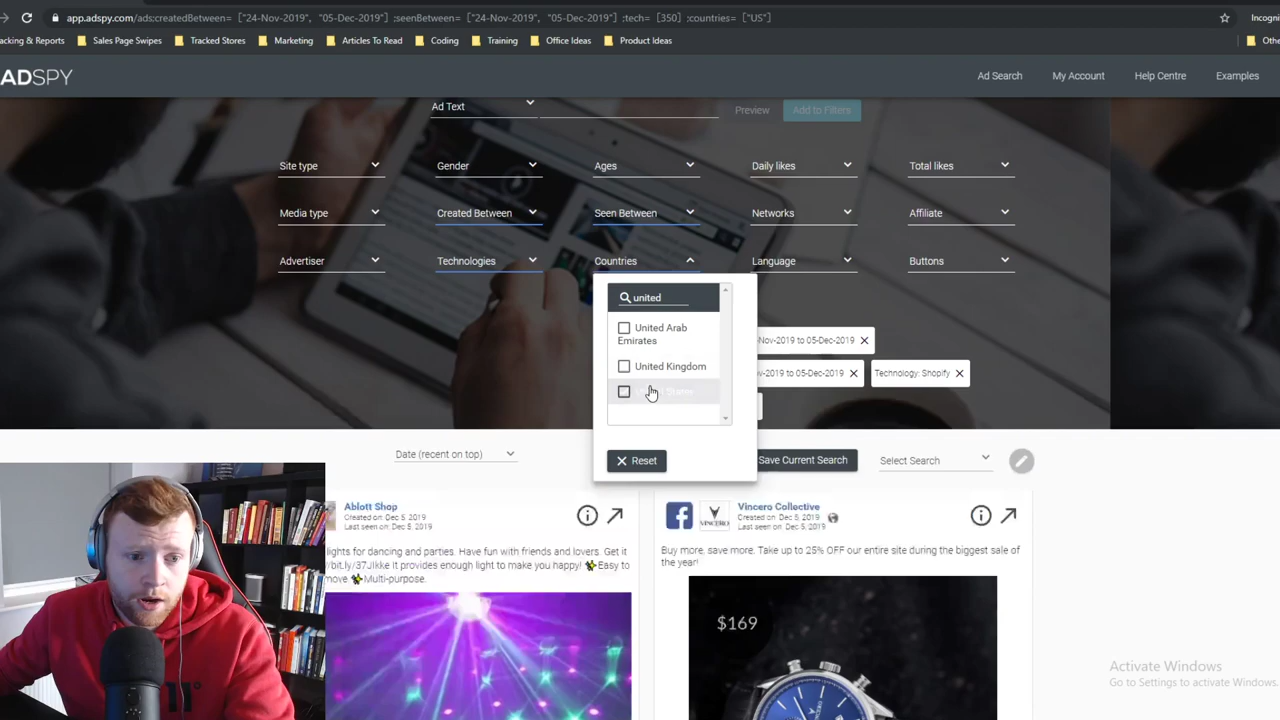 app.adspy.com/ads:createdBetween= ["24-Nov-2019", "05-Dec-2019"] ;seenBetween= ["24-Nov-2019", "05-Dec-2019"] ;tech= [350] ;countries= ["US"]
Incogni
acking & Reports
Sales Page Swipes
Tracked Stores
Marketing
Articles To Read
Coding
Training
Office Ideas
Product Ideas
Othe
ADSPY
Ad Search
My Account
Help Centre
Examples
Ad Text
Preview
Add to Filters
Site type
Gender
Ages
Daily likes
Total likes
Media type
Created Between
Seen Between
Networks
Affiliate
Advertiser
Technologies
Countries
Language
Buttons
united
United Arab
Emirates
United Kingdom
States
Reset
-Nov-2019 to 05-Dec-2019
ov-2019 to 05-Dec-2019
Technology: Shopify
Date (recent on top)
Save Current Search
Select Search
Ablott Shop
Created on: Dec 5, 2019
Last seen on: Dec 5, 2019
lights for dancing and parties. Have fun with friends and lovers. Get it
/bit.ly/37JIkke It provides enough light to make you happy! Easy to
move Multi-purpose.
VINCERO
Vincero Collective
Created on: Dec 5, 2019
Last seen on: Dec 5, 2019
Buy more, save more. Take up to 25% OFF our entire site during the biggest sale of
the year!
$169
Activate Windows
Go to Settings to activate Windows.